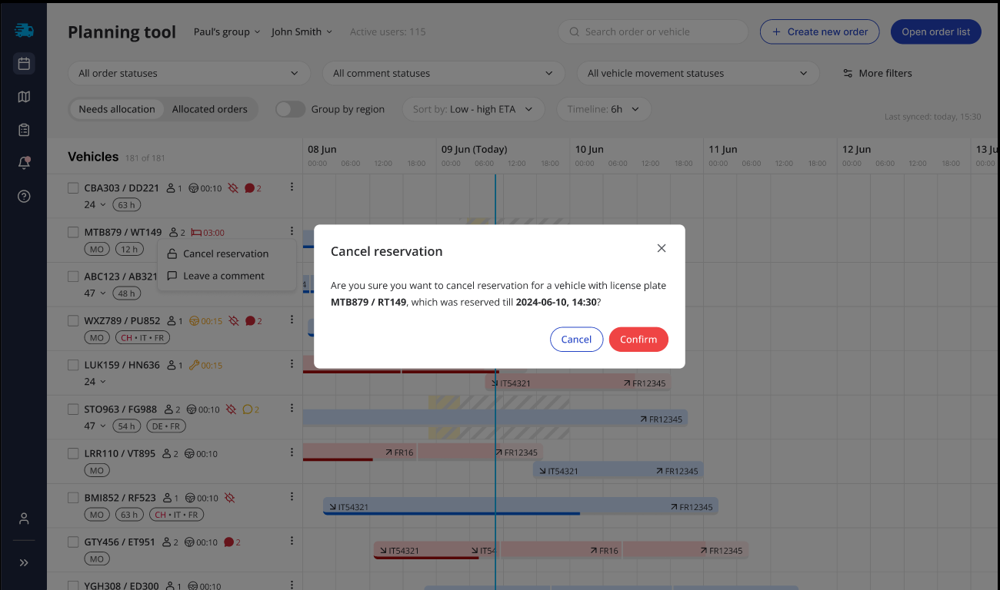 Planning tool Paul's group John Smith Active users: 115 Search order or vehicle + Create new order Open order list
All order statuses All comment statuses All vehicle movement statuses More filters
Needs allocation Allocated orders Group by region Sort by: Low - high ETA Timeline: 6h
Last synced: today, 15:30
Vehicles 181 of 181
08 Jun 09 Jun (Today) 10 Jun 11 Jun 12 Jun 13 Ju
00:00 06:00 12:00 18:00 00:00 06:00 12:00 18:00 00:00 06:00 12:00 18:00 00:00 06:00 12:00 18:00 00:00 06:00 12:00 18:00 00:0
CBA303 / DD221 1 00:10 2
24 63 h
MTB879 / WT149 2 03:00
MO 12 h
Cancel reservation
Leave a comment
ABC123 / AB321
47 48 h
4
WXZ789 / PU852 1 00:15 2
MO CH • IT • FR
Cancel reservation
Are you sure you want to cancel reservation for a vehicle with license plate
MTB879 / RT149, which was reserved till 2024-06-10, 14:30?
Cancel Confirm
LUK159 / HN636 1 00:15
24
IT54321 FR12345
STO963 / FG988 2 00:10 2
47 54 h DE • FR
FR12345
LRR110 / VT895 2 00:10
MO
FR16 FR12345
IT54321 FR12345
BMI852 / RF523 1 00:10
MO 63 h CH • IT • FR
IT54321 FR12345
GTY456 / ET951 2 00:10 2
MO
IT54321 IT54 FR16 FR12345
YGH308 / ED300 1 00:10